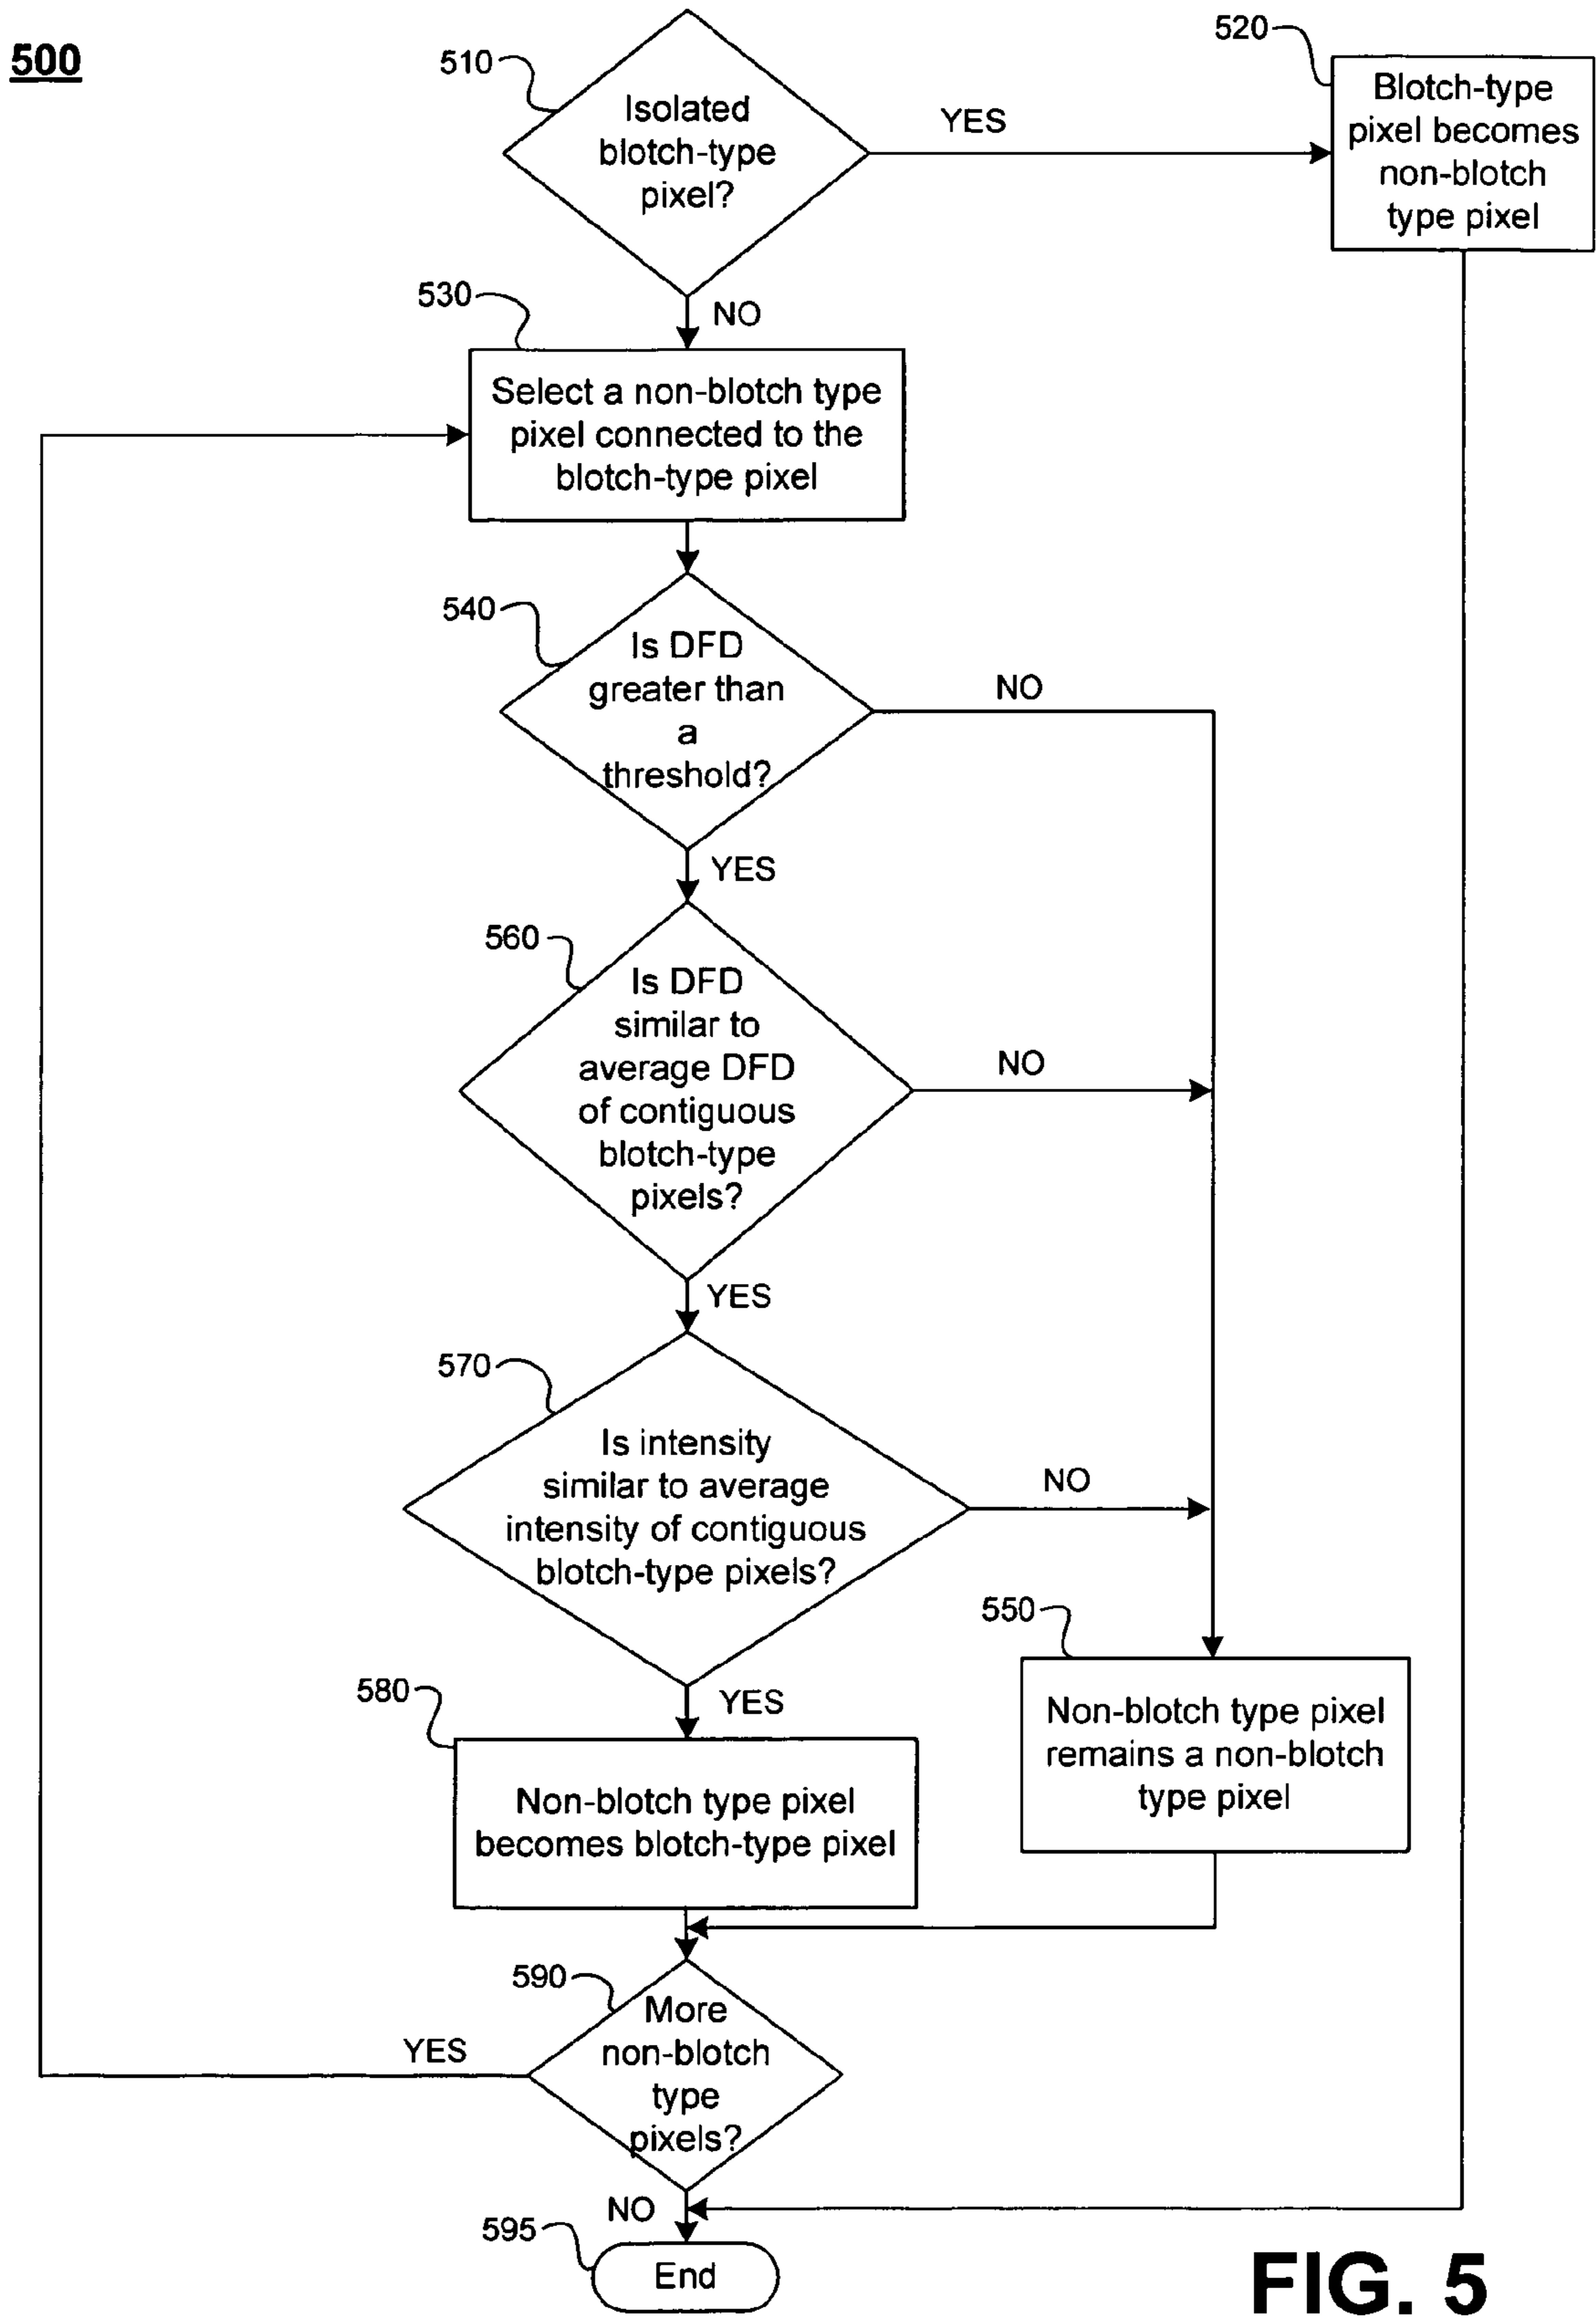 500
510
Isolated
blotch-type
pixel?
YES
520
Blotch-type
pixel becomes
non-blotch
type pixel
NO
530
Select a non-blotch type
pixel connected to the
blotch-type pixel
540
Is DFD
greater than
a
threshold?
NO
YES
560
Is DFD
similar to
average DFD
of contiguous
blotch-type
pixels?
NO
YES
570
Is intensity
similar to average
intensity of contiguous
blotch-type pixels?
NO
YES
550
Non-blotch type pixel
remains a non-blotch
type pixel
580
Non-blotch type pixel
becomes blotch-type pixel
590
More
non-blotch
type
pixels?
YES
NO
595
End
FIG. 5